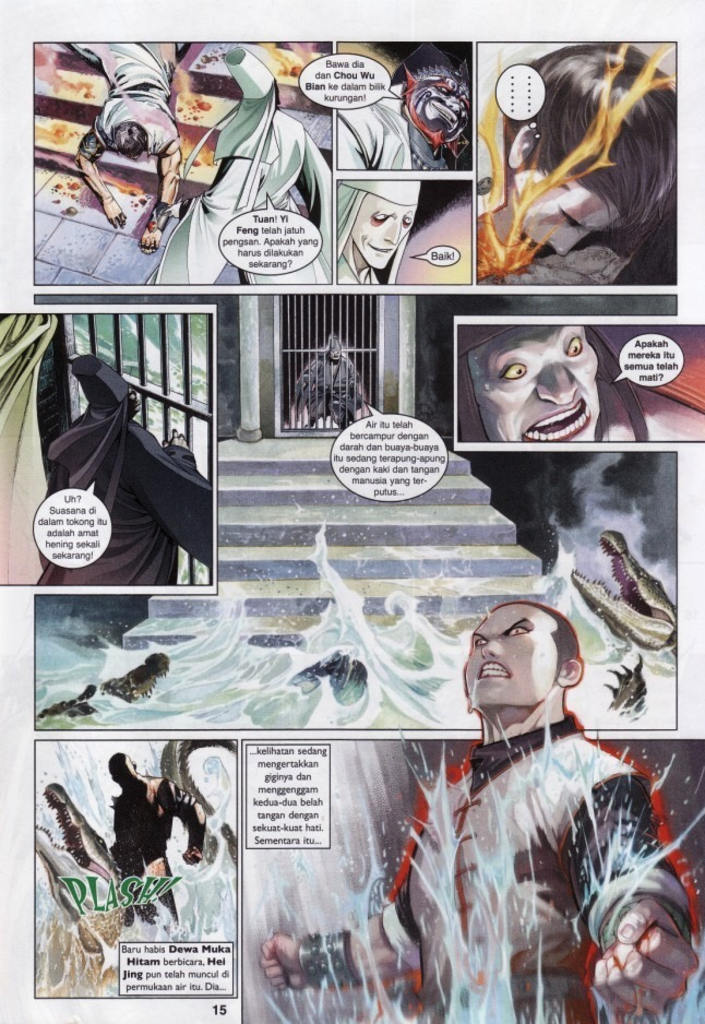 Tuan! Yi
Feng telah jatuh
pengsan. Apakah yang
harus dilakukan
sekarang?
Bawa dia
dan Chou Wu
Bian ke dalam bilik
kurungan!
Baik!
Uh?
Suasana di
dalam tokong itu
adalah amat
hening sekali
sekarang!
Air itu telah
bercampur dengan
darah dan buaya-buaya
itu sedang terapung-apung
dengan kaki dan tangan
manusia yang ter-
putus...
Apakah
mereka itu
semua telah
mati?
PLASH!!
Baru habis Dewa Muka
Hitam berbicara, Hei
Jing pun telah muncul di
permukaan air itu. Dia...
...kelihatan sedang
mengertakkan
giginya dan
menggenggam
kedua-dua belah
tangan dengan
sekuat-kuat hati.
Sementara itu...
15